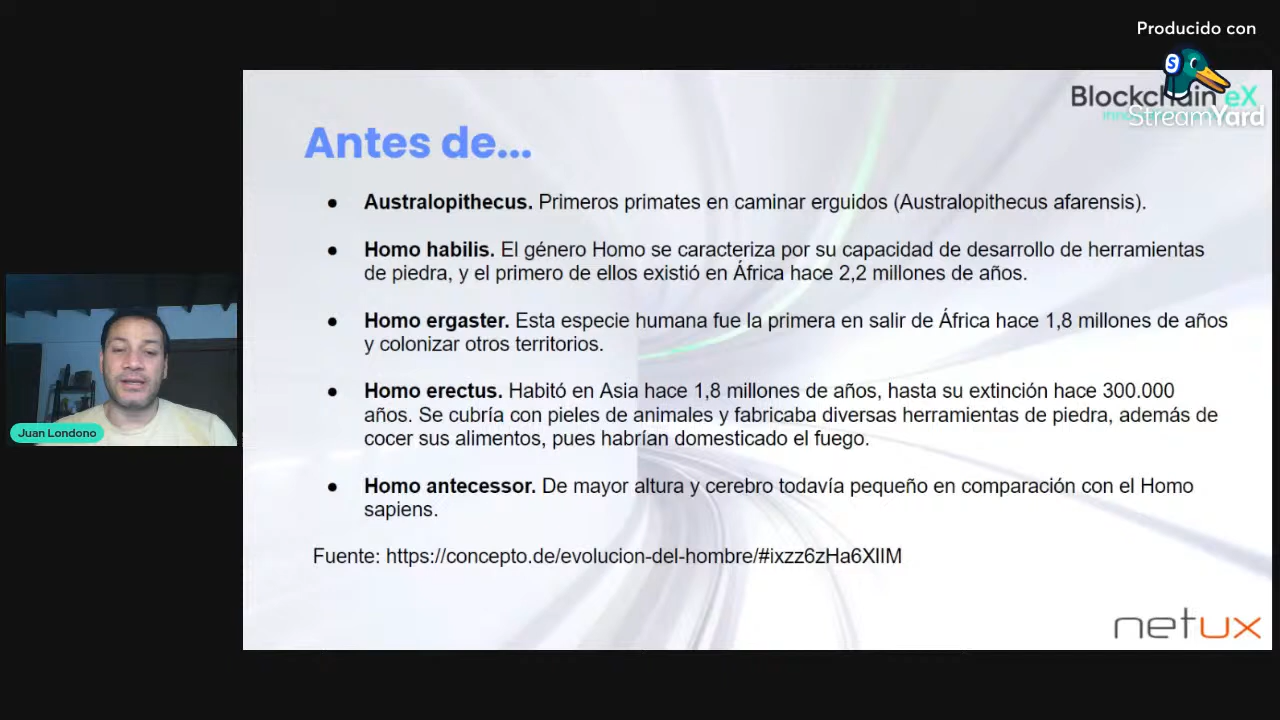 Producido con
StreamYard
Blockchain eX
Antes de...
● Australopithecus. Primeros primates en caminar erguidos (Australopithecus afarensis).
● Homo habilis. El género Homo se caracteriza por su capacidad de desarrollo de herramientas
de piedra, y el primero de ellos existió en África hace 2,2 millones de años.
● Homo ergaster. Esta especie humana fue la primera en salir de África hace 1,8 millones de años
y colonizar otros territorios.
● Homo erectus. Habitó en Asia hace 1,8 millones de años, hasta su extinción hace 300.000
años. Se cubría con pieles de animales y fabricaba diversas herramientas de piedra, además de
cocer sus alimentos, pues habrían domesticado el fuego.
● Homo antecessor. De mayor altura y cerebro todavía pequeño en comparación con el Homo
sapiens.
Fuente: https://concepto.de/evolucion-del-hombre/#ixzz6zHa6XIIM
Juan Londono
netux